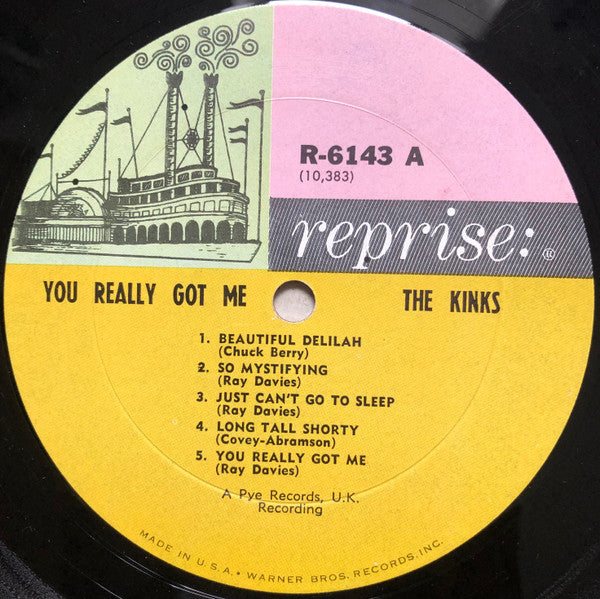 R-6143 A
(10,383)
reprise:®
YOU REALLY GOT ME
THE KINKS
1. BEAUTIFUL DELILAH
(Chuck Berry)
2. SO MYSTIFYING
(Ray Davies)
3. JUST CAN'T GO TO SLEEP
(Ray Davies)
4. LONG TALL SHORTY
(Covey-Abramson)
5. YOU REALLY GOT ME
(Ray Davies)
A Pye Records, U.K.
Recording
MADE IN U.S.A. • WARNER BROS. RECORDS, INC.